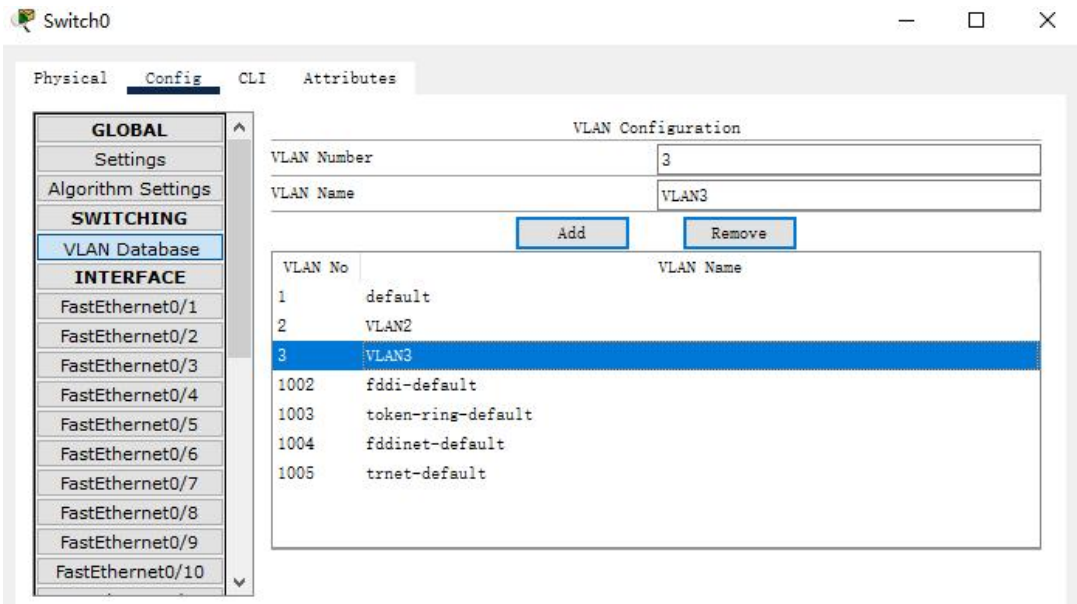 Switch0
Physical Config CLI Attributes
GLOBAL
Settings
Algorithm Settings
SWITCHING
VLAN Database
INTERFACE
FastEthernet0/1
FastEthernet0/2
FastEthernet0/3
FastEthernet0/4
FastEthernet0/5
FastEthernet0/6
FastEthernet0/7
FastEthernet0/8
FastEthernet0/9
FastEthernet0/10
VLAN Configuration
VLAN Number 3
VLAN Name VLAN3
Add Remove
VLAN No VLAN Name
1 default
2 VLAN2
3 VLAN3
1002 fddi-default
1003 token-ring-default
1004 fddinet-default
1005 trnet-default